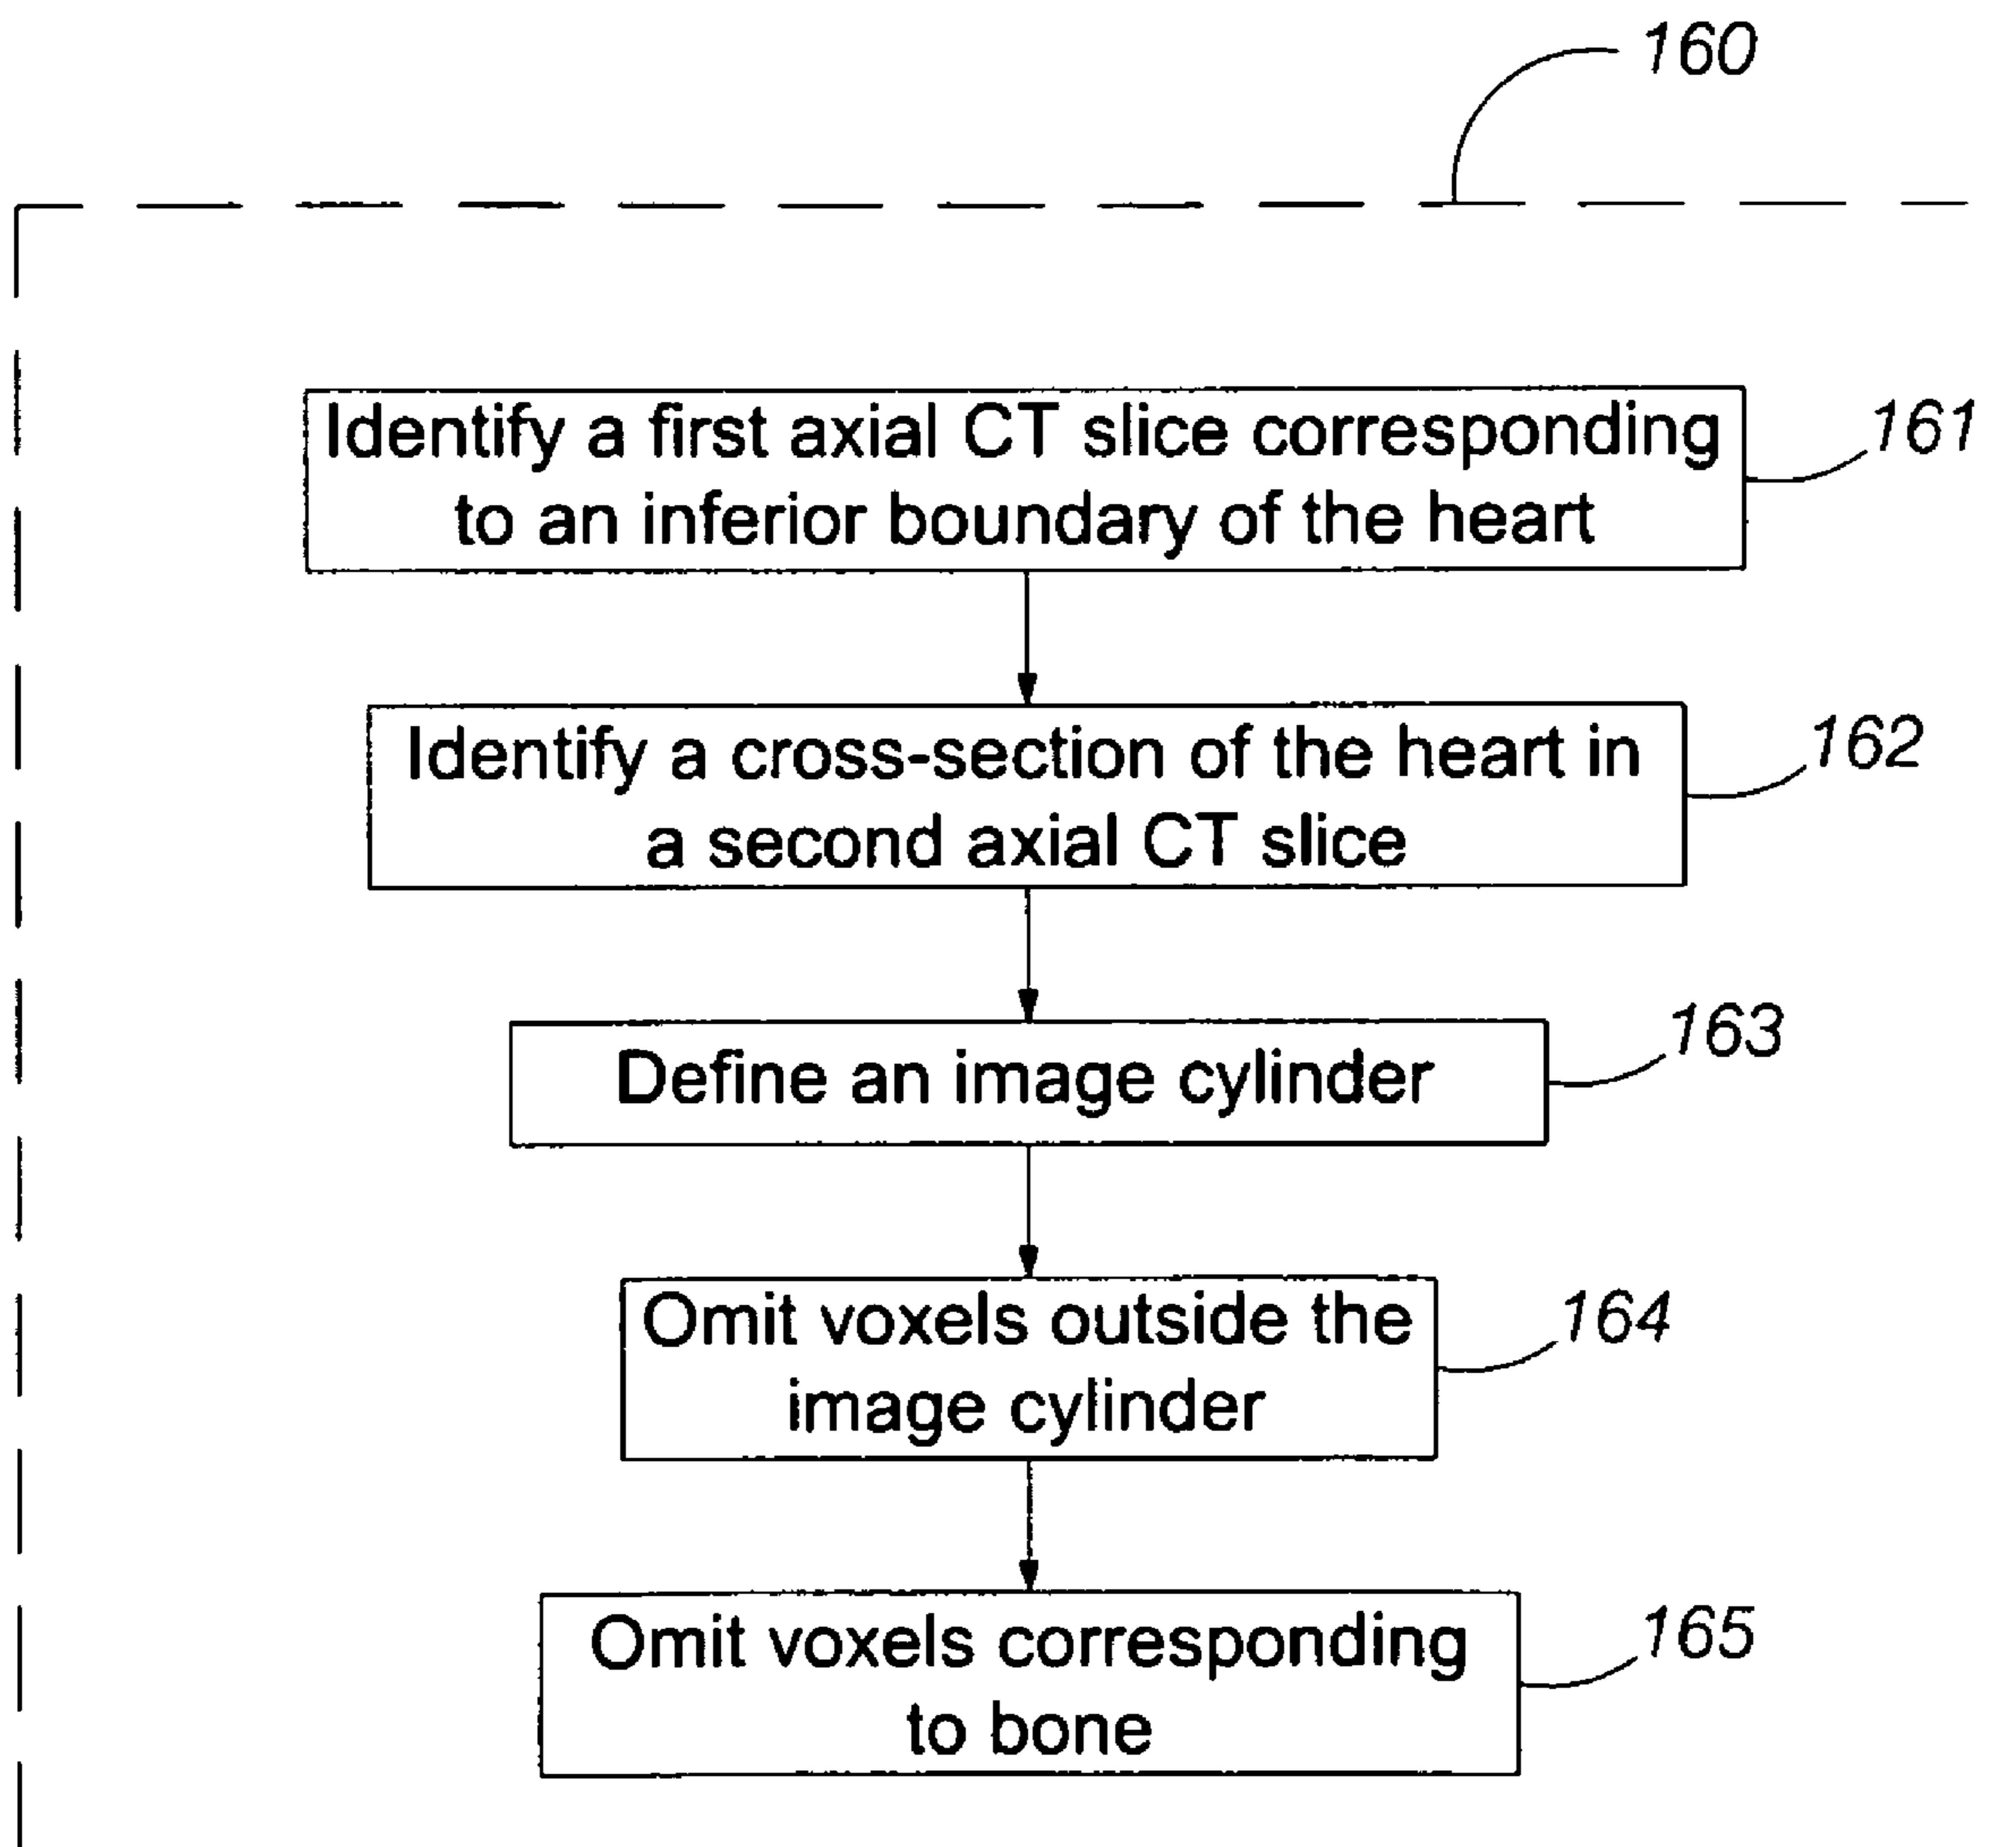 160
Identify a first axial CT slice corresponding
to an inferior boundary of the heart
161
Identify a cross-section of the heart in
a second axial CT slice
162
Define an image cylinder
163
Omit voxels outside the
image cylinder
164
Omit voxels corresponding
to bone
165